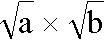 √a × √b